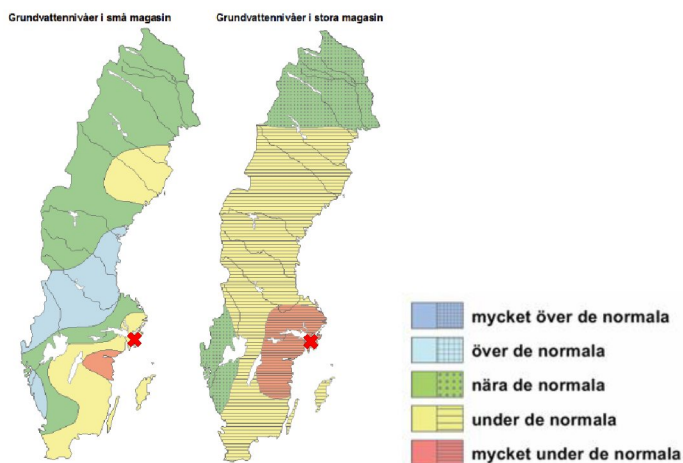 Grundvattennivåer i små magasin
Grundvattennivåer i stora magasin
mycket över de normala
över de normala
nära de normala
under de normala
mycket under de normala